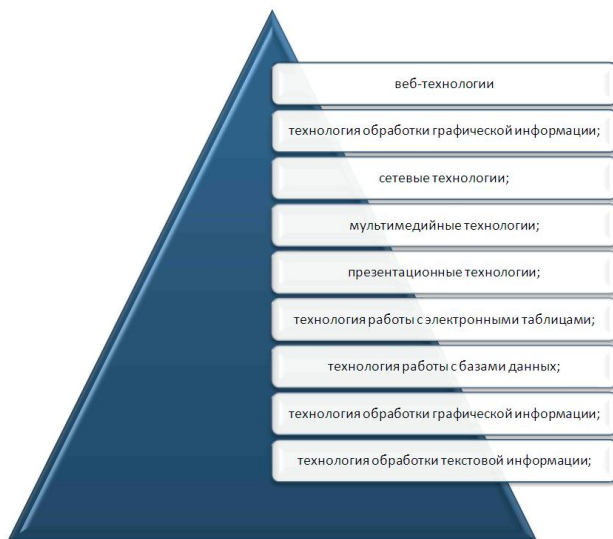 веб-технологии
технология обработки графической информации;
сетевые технологии;
мультимедийные технологии;
презентационные технологии;
технология работы с электронными таблицами;
технология работы с базами данных;
технология обработки графической информации;
технология обработки текстовой информации;